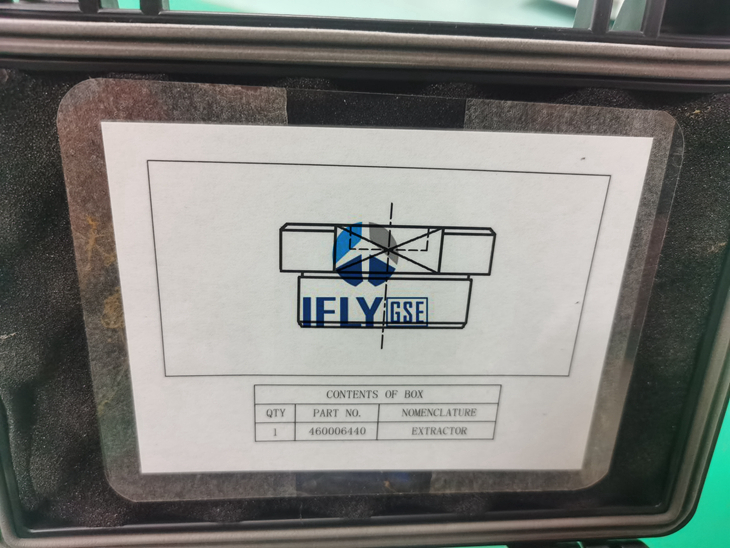 IFLY GSE
CONTENTS OF BOX
QTY PART NO. NOMENCLATURE
1 460006440 EXTRACTOR